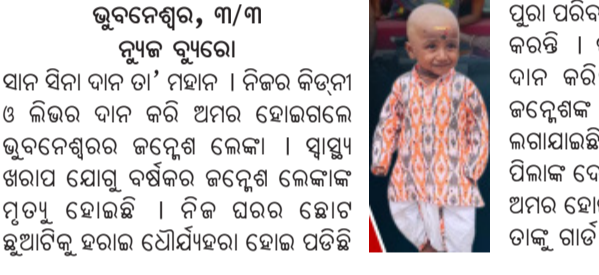 ଭୁବନେଶ୍ୱର, ୩/୩
ନ୍ୟୁଜ ବ୍ୟୁରୋ
ସାନ ସିନା ଦାନ ତା’ ମହାନ । ନିଜର କିଡ୍‌ନୀ
ଓ ଲିଭର ଦାନ କରି ଅମର ହୋଇଗଲେ
ଭୁବନେଶ୍ୱରର ଜନ୍ମେଶ ଲେଙ୍କା । ସ୍ୱାସ୍ଥ୍ୟ
ଖରାପ ଯୋଗୁ ବର୍ଷକର ଜନ୍ମେଶ ଲେଙ୍କାଙ୍କ
ମୃତ୍ୟୁ ହୋଇଛି । ନିଜ ଘରର ଛୋଟ
ଛୁଆଟିକୁ ହରାଇ ଧୌର୍ଯ୍ୟହରା ହୋଇ ପଡିଛି
ପୁରା
କରନ୍ତି ।
ଦାନ କରି
ଜନ୍ମେଶଙ୍କ
ଲଗାଯାଇଛି
ପିଲାଙ୍କ
ଅମର
ତାଙ୍କୁ ଗାର୍ଡ